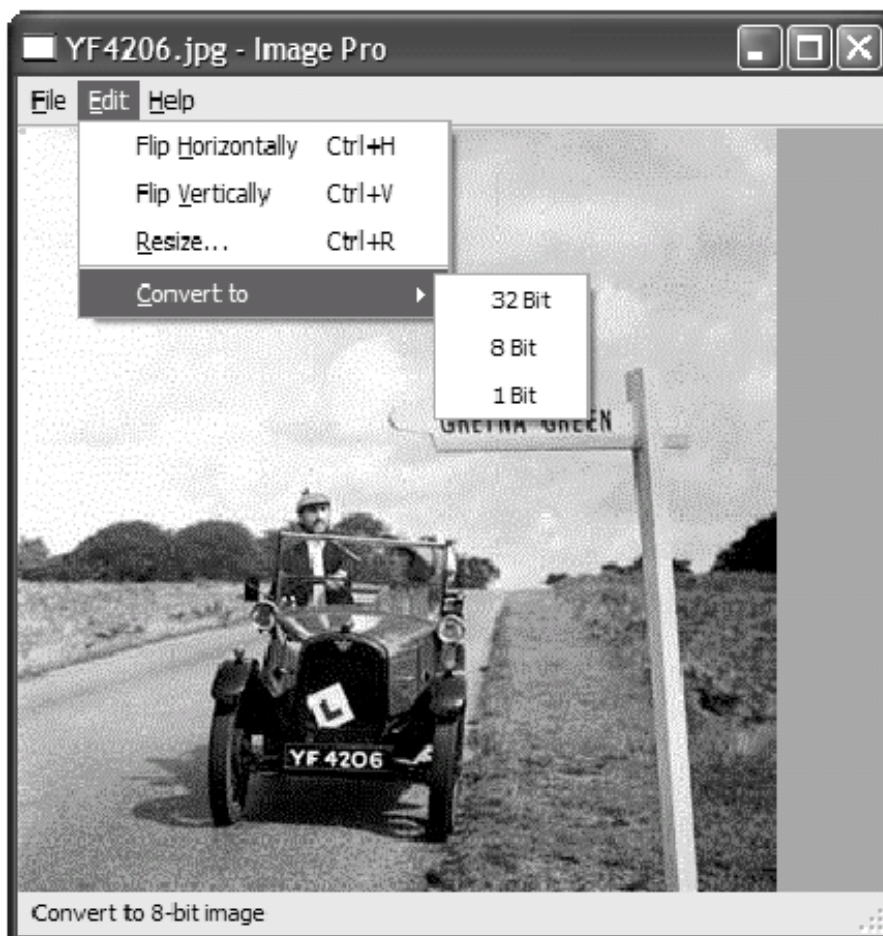 YF4206.jpg - Image Pro
File Edit Help
Flip Horizontally Ctrl+H
Flip Vertically Ctrl+V
Resize... Ctrl+R
Convert to
32 Bit
8 Bit
1 Bit
GRETNA GREEN
L
YF 4206
Convert to 8-bit image